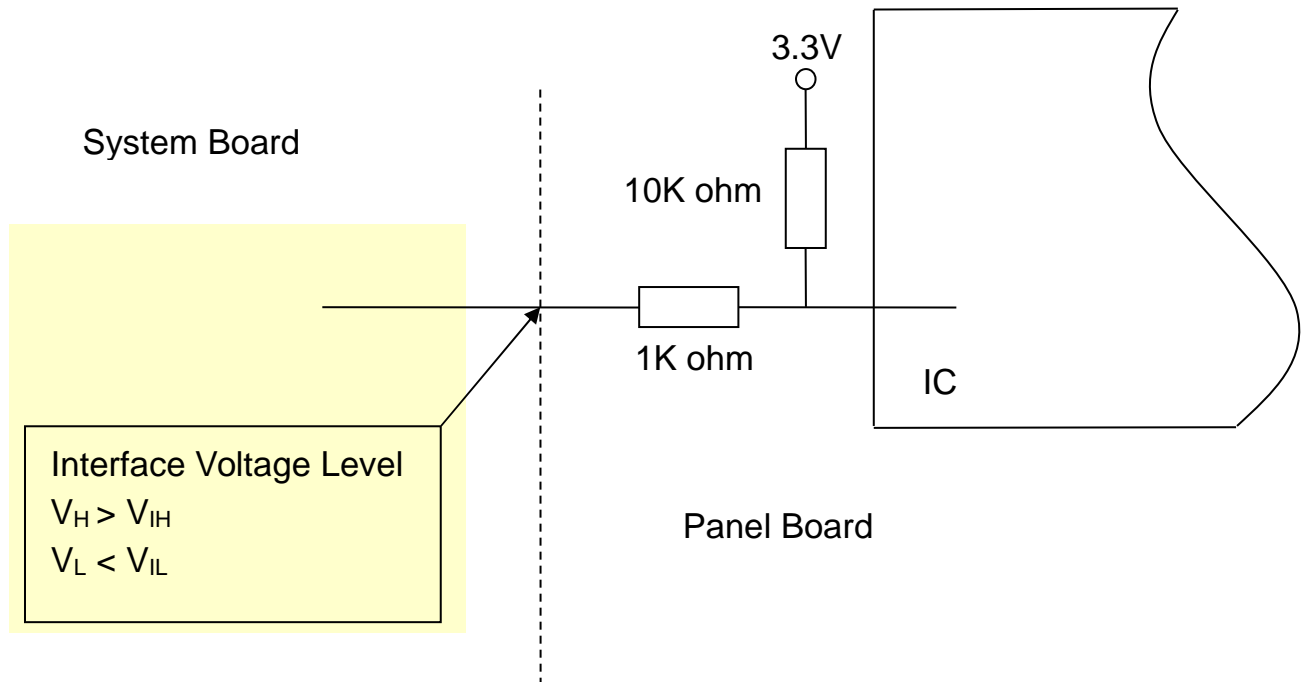 3.3V
System Board
10K ohm
1K ohm
IC
Interface Voltage Level
VH > VIH
VL < VIL
Panel Board